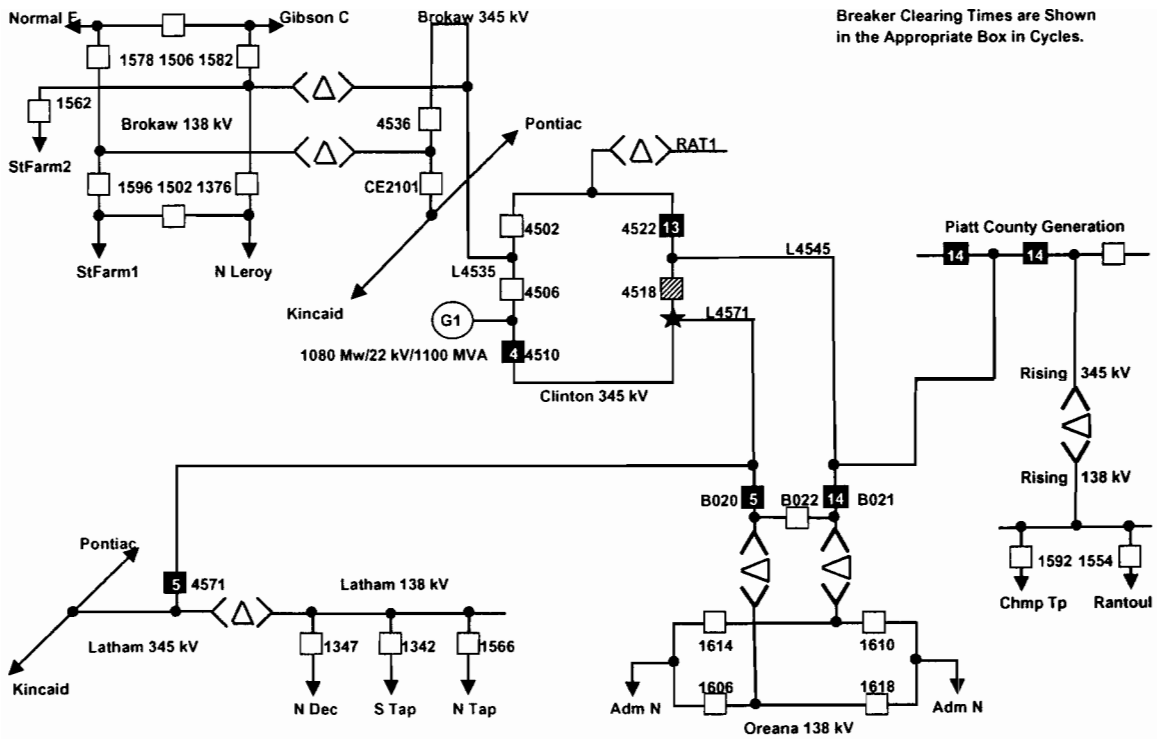 Normal E
Gibson C
Brokaw 345 kV
Breaker Clearing Times are Shown
in the Appropriate Box in Cycles.
1578 1506 1582
1562
Brokaw 138 kV
4536
Pontiac
StFarm2
RAT1
1596 1502 1376
CE2101
4502
4522
13
Piatt County Generation
14
14
StFarm1
N Leroy
L4535
L4545
4506
4518
Kincaid
G1
L4571
1080 Mw/22 kV/1100 MVA
4
4510
Clinton 345 kV
Rising
345 kV
Rising
138 kV
B020
5
B022
14
B021
Pontiac
5
4571
Latham 138 kV
1592
1554
Chmp Tp
Rantoul
Latham 345 kV
1347
1342
1566
1614
1610
Kincaid
N Dec
S Tap
N Tap
Adm N
1606
1618
Adm N
Oreana 138 kV